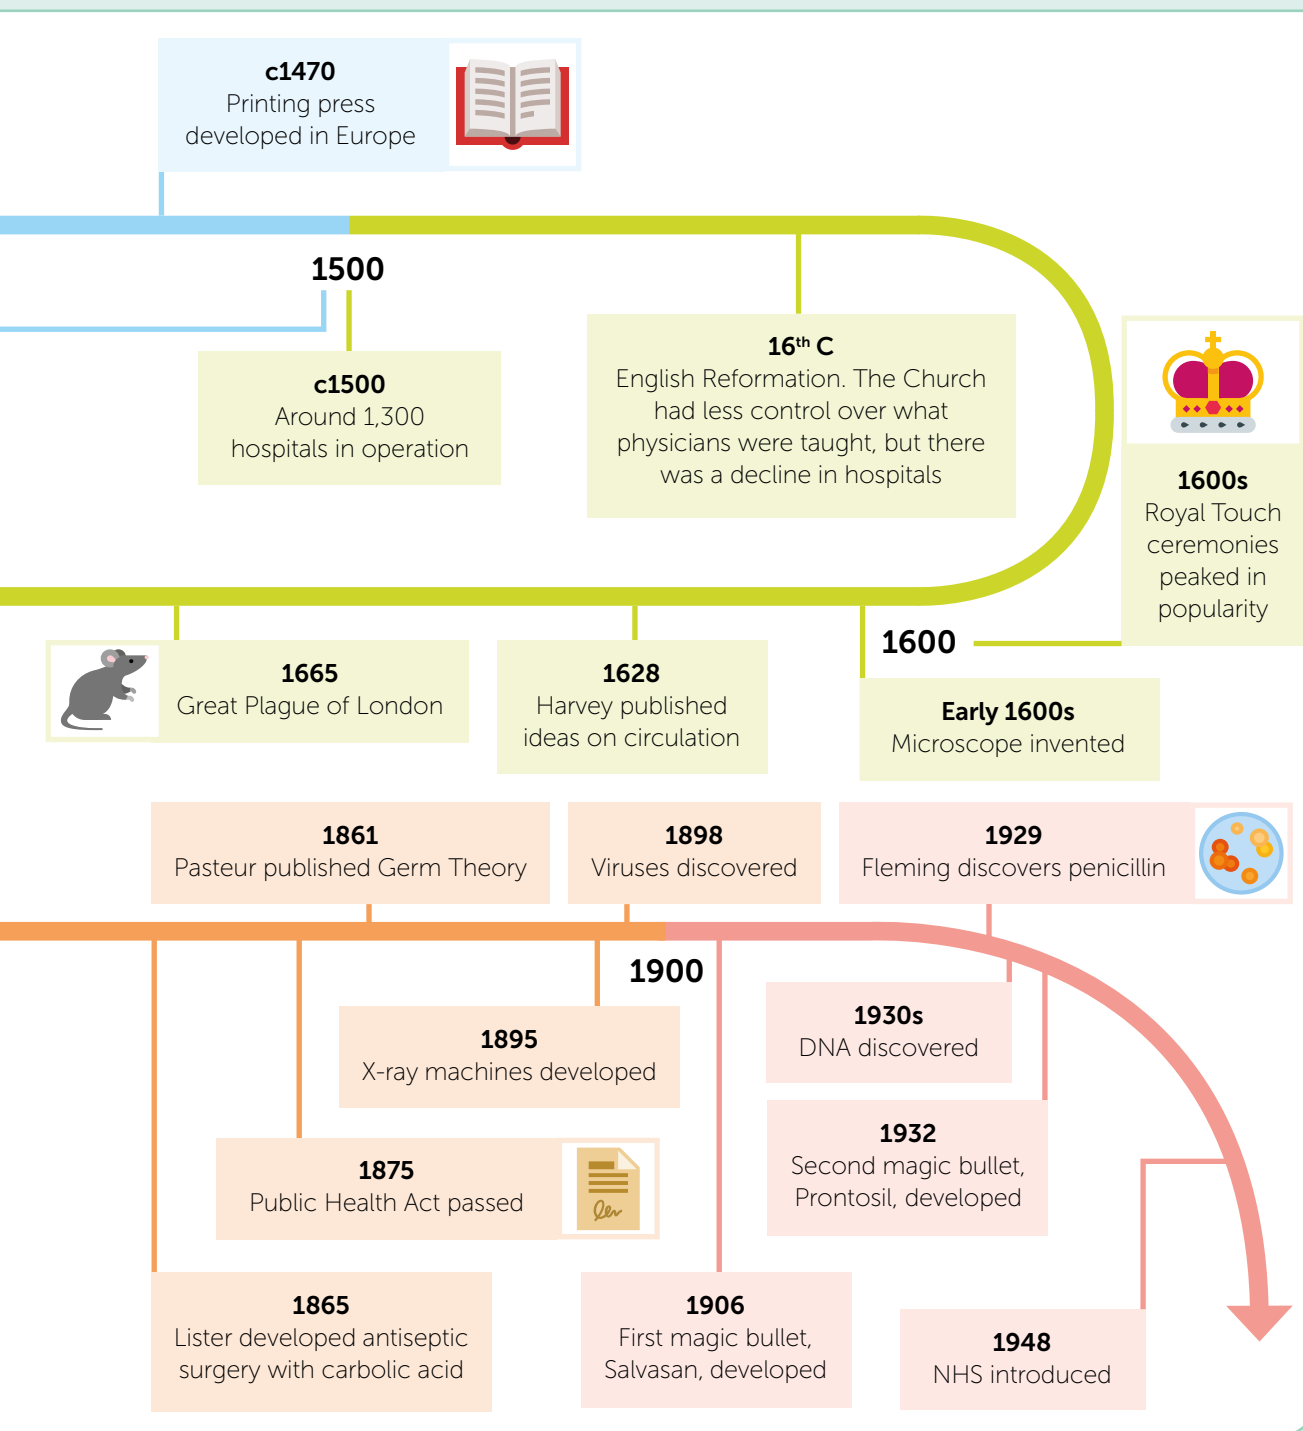 c1470
Printing press
developed in Europe
1500
c1500
Around 1,300
hospitals in operation
16th C
English Reformation. The Church
had less control over what
physicians were taught, but there
was a decline in hospitals
1600s
Royal Touch
ceremonies
peaked in
popularity
1600
1665
Great Plague of London
1628
Harvey published
ideas on circulation
Early 1600s
Microscope invented
1861
Pasteur published Germ Theory
1898
Viruses discovered
1929
Fleming discovers penicillin
1900
1895
X-ray machines developed
1930s
DNA discovered
1932
Second magic bullet,
Prontosil, developed
1875
Public Health Act passed
1865
Lister developed antiseptic
surgery with carbolic acid
1906
First magic bullet,
Salvasan, developed
1948
NHS introduced